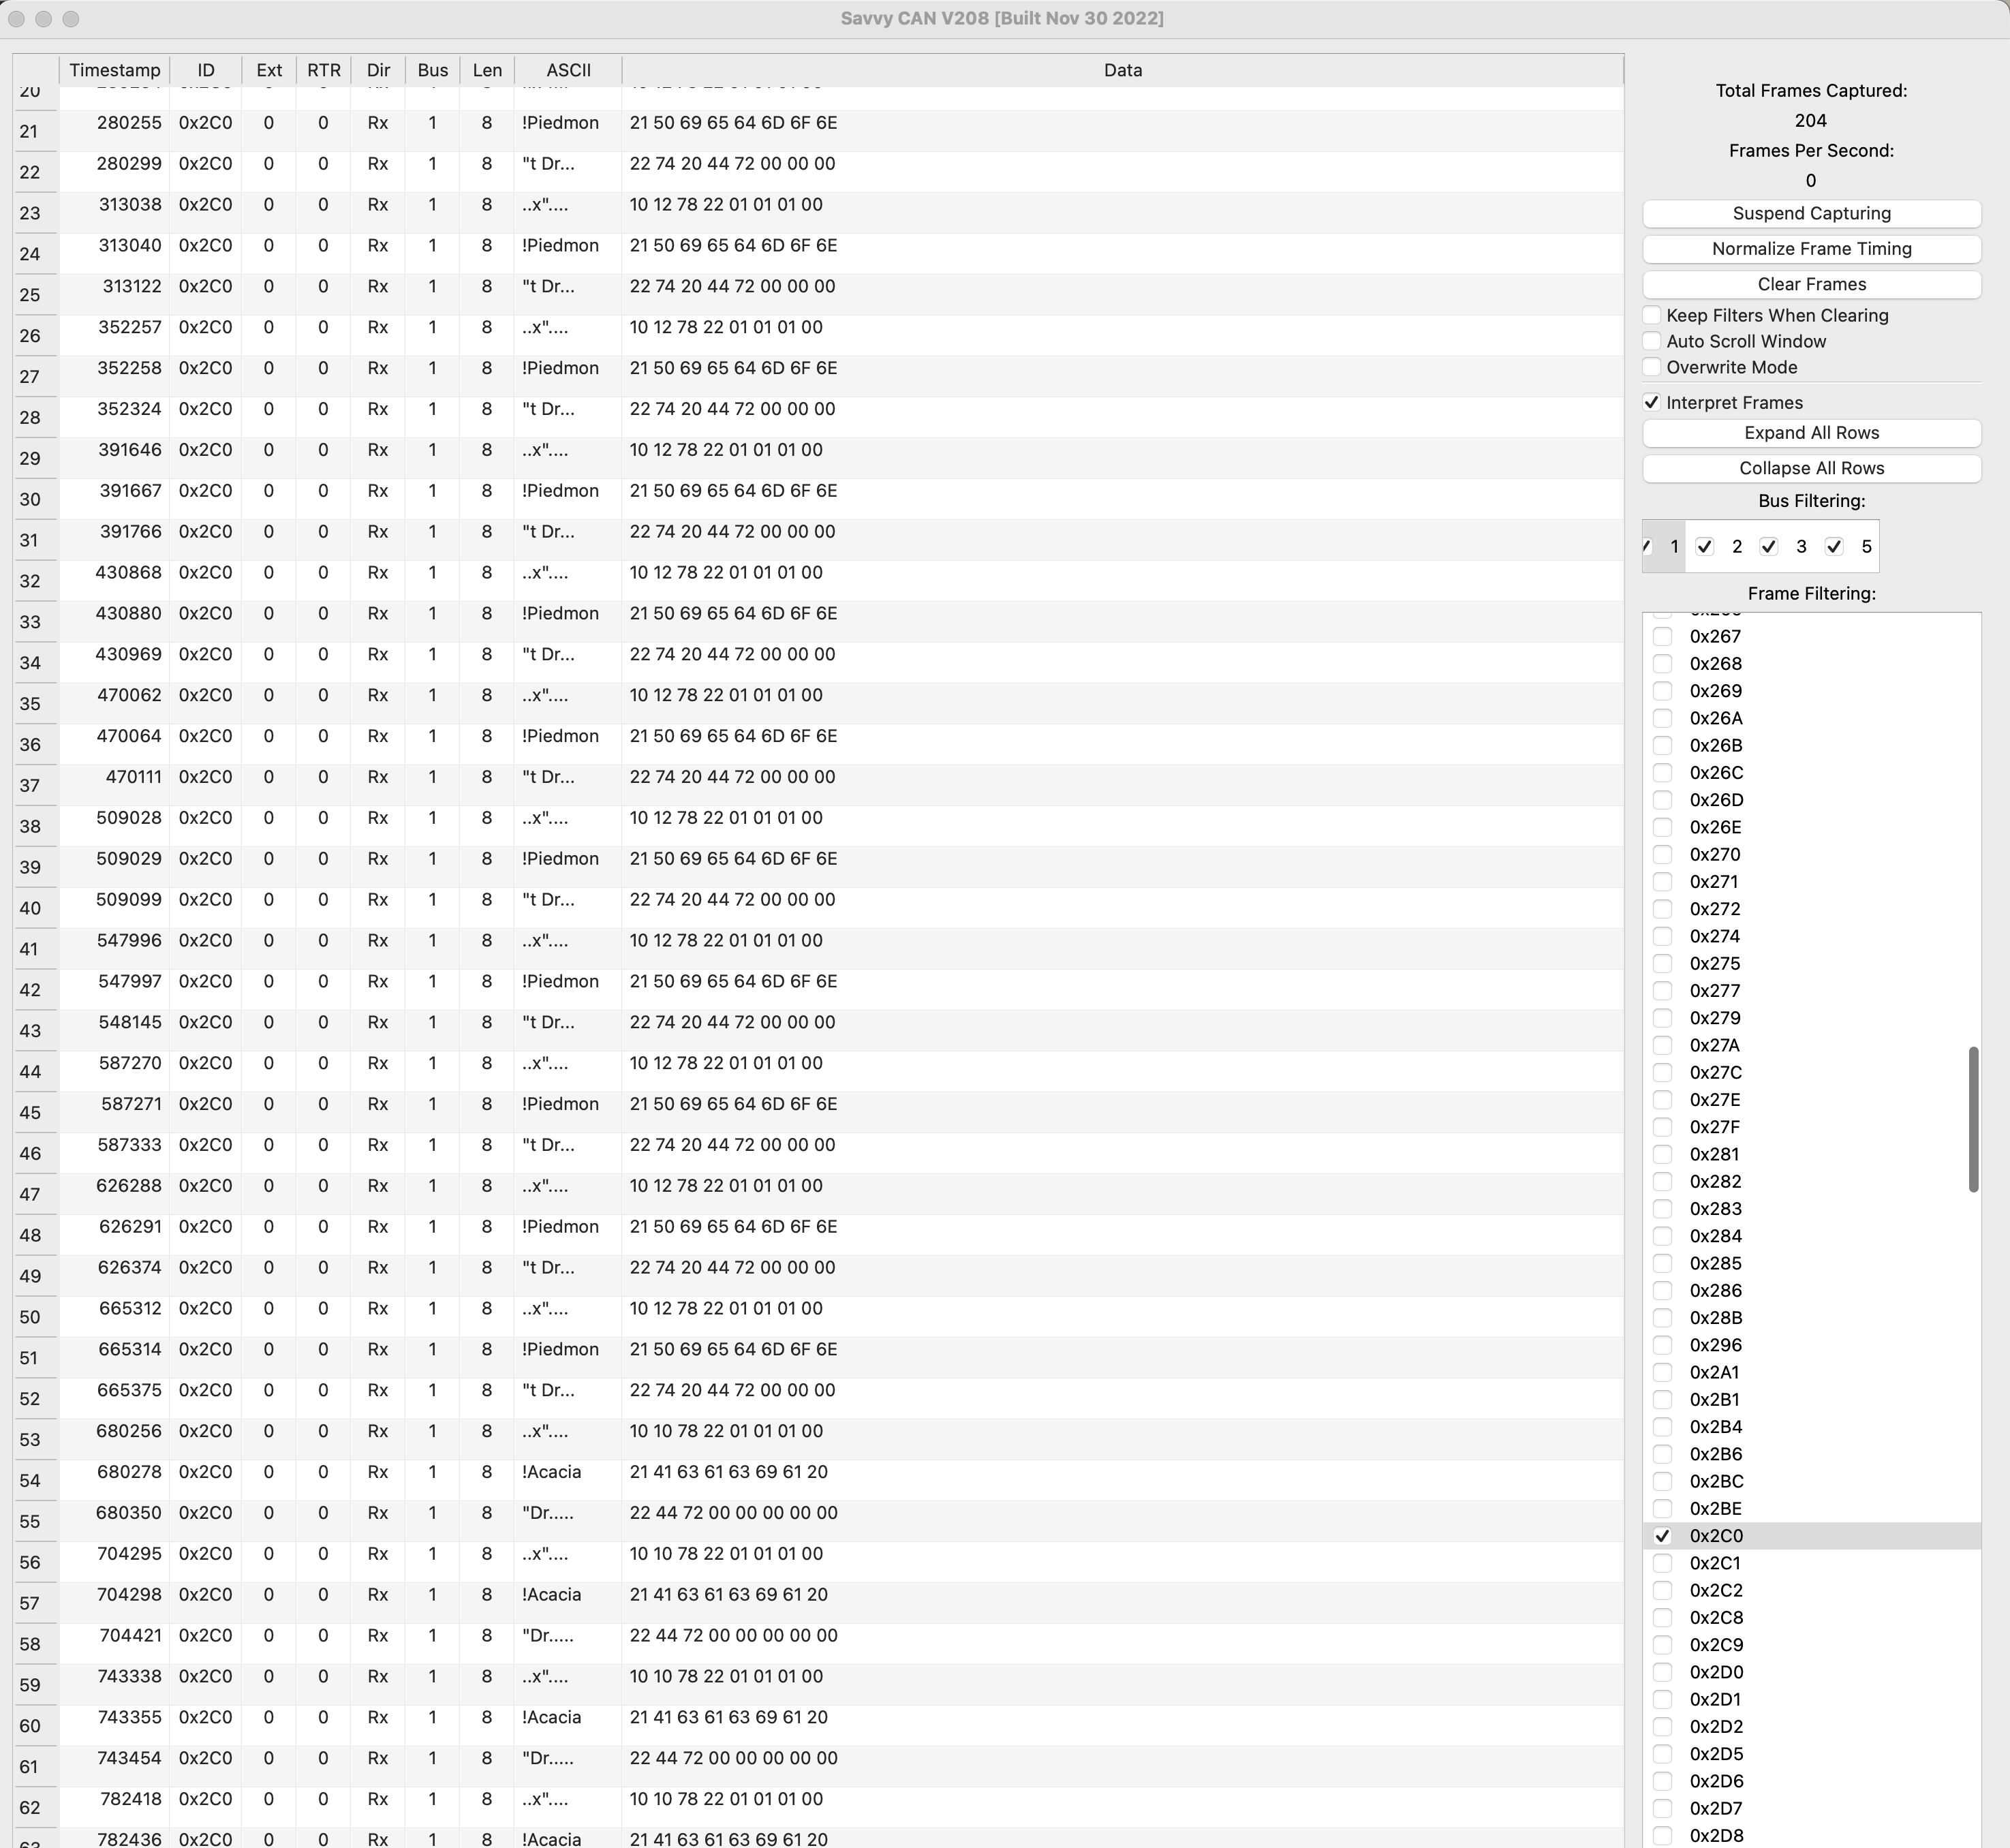 Savvy CAN V208 [Built Nov 30 2022]
Timestamp ID Ext RTR Dir Bus Len ASCII Data
20
21 280255 0x2C0 0 0 Rx 1 8 !Piedmon 21 50 69 65 64 6D 6F 6E
22 280299 0x2C0 0 0 Rx 1 8 "t Dr... 22 74 20 44 72 00 00 00
23 313038 0x2C0 0 0 Rx 1 8 ..x".... 10 12 78 22 01 01 01 00
24 313040 0x2C0 0 0 Rx 1 8 !Piedmon 21 50 69 65 64 6D 6F 6E
25 313122 0x2C0 0 0 Rx 1 8 "t Dr... 22 74 20 44 72 00 00 00
26 352257 0x2C0 0 0 Rx 1 8 ..x".... 10 12 78 22 01 01 01 00
27 352258 0x2C0 0 0 Rx 1 8 !Piedmon 21 50 69 65 64 6D 6F 6E
28 352324 0x2C0 0 0 Rx 1 8 "t Dr... 22 74 20 44 72 00 00 00
29 391646 0x2C0 0 0 Rx 1 8 ..x".... 10 12 78 22 01 01 01 00
30 391667 0x2C0 0 0 Rx 1 8 !Piedmon 21 50 69 65 64 6D 6F 6E
31 391766 0x2C0 0 0 Rx 1 8 "t Dr... 22 74 20 44 72 00 00 00
32 430868 0x2C0 0 0 Rx 1 8 ..x".... 10 12 78 22 01 01 01 00
33 430880 0x2C0 0 0 Rx 1 8 !Piedmon 21 50 69 65 64 6D 6F 6E
34 430969 0x2C0 0 0 Rx 1 8 "t Dr... 22 74 20 44 72 00 00 00
35 470062 0x2C0 0 0 Rx 1 8 ..x".... 10 12 78 22 01 01 01 00
36 470064 0x2C0 0 0 Rx 1 8 !Piedmon 21 50 69 65 64 6D 6F 6E
37 470111 0x2C0 0 0 Rx 1 8 "t Dr... 22 74 20 44 72 00 00 00
38 509028 0x2C0 0 0 Rx 1 8 ..x".... 10 12 78 22 01 01 01 00
39 509029 0x2C0 0 0 Rx 1 8 !Piedmon 21 50 69 65 64 6D 6F 6E
40 509099 0x2C0 0 0 Rx 1 8 "t Dr... 22 74 20 44 72 00 00 00
41 547996 0x2C0 0 0 Rx 1 8 ..x".... 10 12 78 22 01 01 01 00
42 547997 0x2C0 0 0 Rx 1 8 !Piedmon 21 50 69 65 64 6D 6F 6E
43 548145 0x2C0 0 0 Rx 1 8 "t Dr... 22 74 20 44 72 00 00 00
44 587270 0x2C0 0 0 Rx 1 8 ..x".... 10 12 78 22 01 01 01 00
45 587271 0x2C0 0 0 Rx 1 8 !Piedmon 21 50 69 65 64 6D 6F 6E
46 587333 0x2C0 0 0 Rx 1 8 "t Dr... 22 74 20 44 72 00 00 00
47 626288 0x2C0 0 0 Rx 1 8 ..x".... 10 12 78 22 01 01 01 00
48 626291 0x2C0 0 0 Rx 1 8 !Piedmon 21 50 69 65 64 6D 6F 6E
49 626374 0x2C0 0 0 Rx 1 8 "t Dr... 22 74 20 44 72 00 00 00
50 665312 0x2C0 0 0 Rx 1 8 ..x".... 10 12 78 22 01 01 01 00
51 665314 0x2C0 0 0 Rx 1 8 !Piedmon 21 50 69 65 64 6D 6F 6E
52 665375 0x2C0 0 0 Rx 1 8 "t Dr... 22 74 20 44 72 00 00 00
53 680256 0x2C0 0 0 Rx 1 8 ..x".... 10 10 78 22 01 01 01 00
54 680278 0x2C0 0 0 Rx 1 8 !Acacia 21 41 63 61 63 69 61 20
55 680350 0x2C0 0 0 Rx 1 8 "Dr..... 22 44 72 00 00 00 00 00
56 704295 0x2C0 0 0 Rx 1 8 ..x".... 10 10 78 22 01 01 01 00
57 704298 0x2C0 0 0 Rx 1 8 !Acacia 21 41 63 61 63 69 61 20
58 704421 0x2C0 0 0 Rx 1 8 "Dr..... 22 44 72 00 00 00 00 00
59 743338 0x2C0 0 0 Rx 1 8 ..x".... 10 10 78 22 01 01 01 00
60 743355 0x2C0 0 0 Rx 1 8 !Acacia 21 41 63 61 63 69 61 20
61 743454 0x2C0 0 0 Rx 1 8 "Dr..... 22 44 72 00 00 00 00 00
62 782418 0x2C0 0 0 Rx 1 8 ..x".... 10 10 78 22 01 01 01 00
63 782436 0x2C0 0 0 Rx 1 8 !Acacia 21 41 63 61 63 69 61 20
Total Frames Captured:
204
Frames Per Second:
0
Suspend Capturing
Normalize Frame Timing
Clear Frames
Keep Filters When Clearing
Auto Scroll Window
Overwrite Mode
Interpret Frames
Expand All Rows
Collapse All Rows
Bus Filtering:
1 2 3 5
Frame Filtering:
0x267
0x268
0x269
0x26A
0x26B
0x26C
0x26D
0x26E
0x270
0x271
0x272
0x274
0x275
0x277
0x279
0x27A
0x27C
0x27E
0x27F
0x281
0x282
0x283
0x284
0x285
0x286
0x28B
0x296
0x2A1
0x2B1
0x2B4
0x2B6
0x2BC
0x2BE
0x2C0
0x2C1
0x2C2
0x2C8
0x2C9
0x2D0
0x2D1
0x2D2
0x2D5
0x2D6
0x2D7
0x2D8